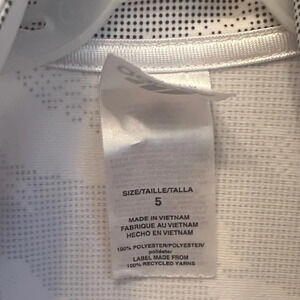 SIZE/TAILLE/TALLA
5
MADE IN VIETNAM
FABRIQUE AU VIETNAM
HECHO EN VIETNAM
100% POLYESTER/POLYESTER/
poliéster
LABEL MADE FROM
100% RECYCLED YARNS